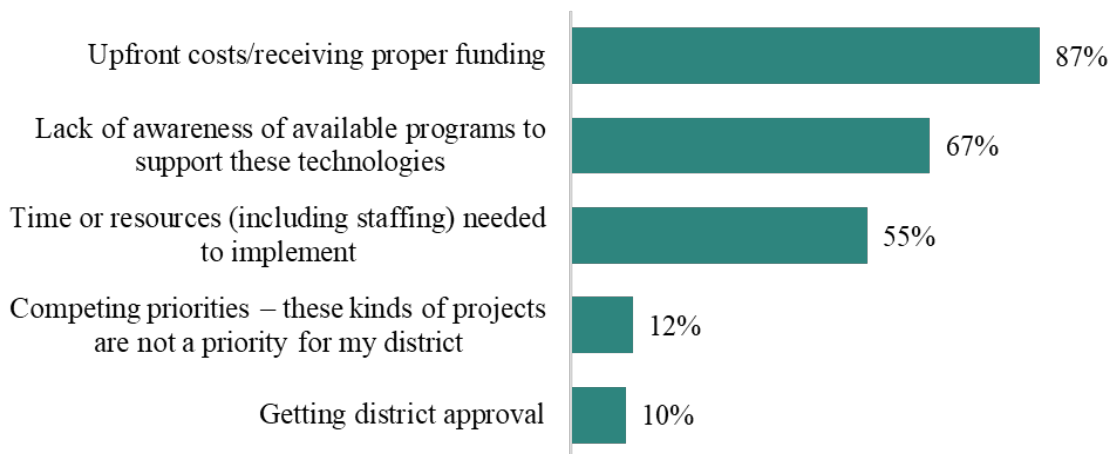 Upfront costs/receiving proper funding
87%
Lack of awareness of available programs to
support these technologies
67%
Time or resources (including staffing) needed
to implement
55%
Competing priorities – these kinds of projects
are not a priority for my district
12%
Getting district approval
10%